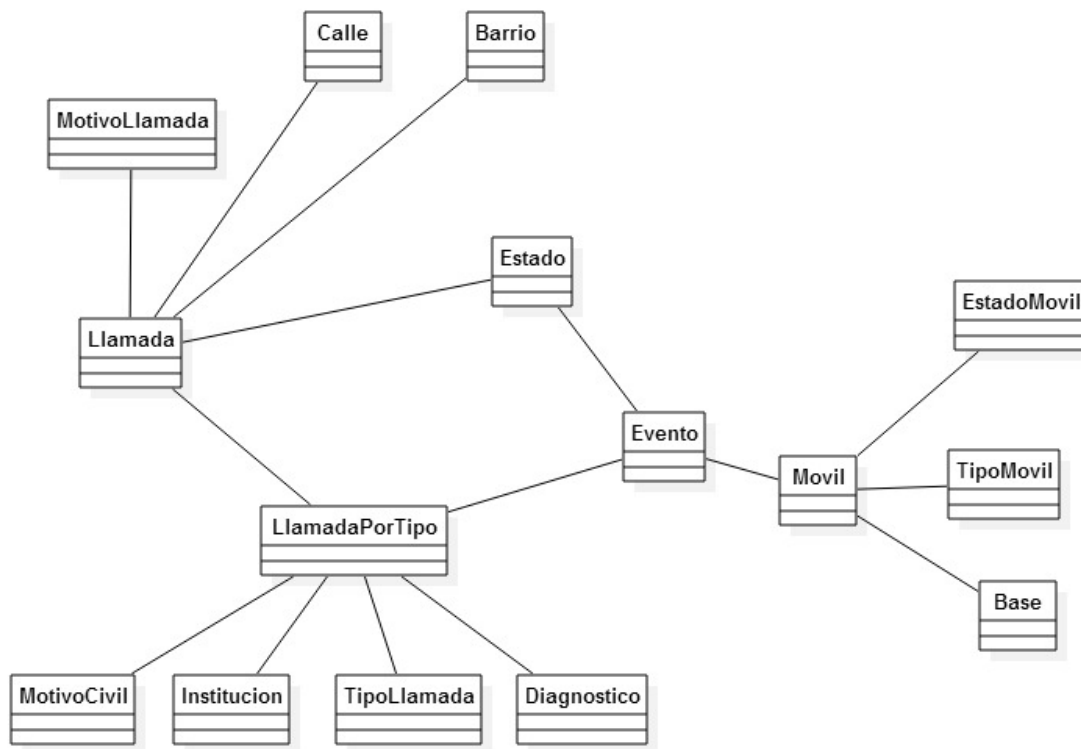 Calle
Barrio
MotivoLlamada
Estado
EstadoMovil
Llamada
Evento
Movil
TipoMovil
LlamadaPorTipo
Base
MotivoCivil
Institucion
TipoLlamada
Diagnostico